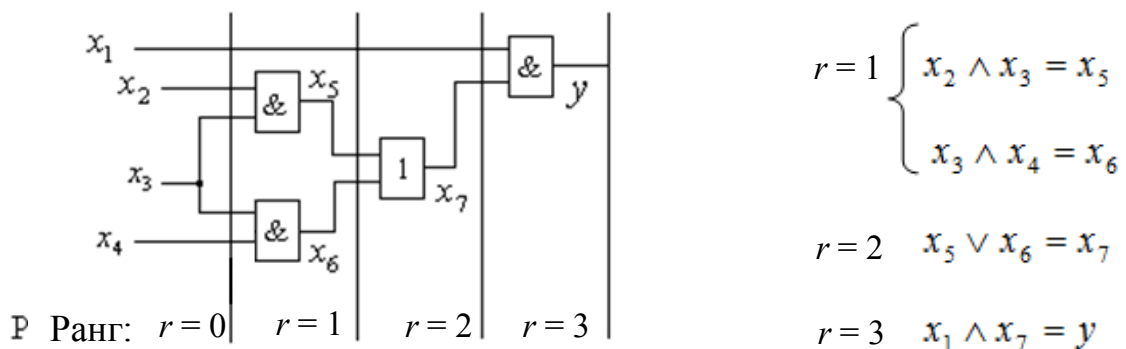 x₁
x₂
x₃
x₄
&
x₅
&
x₆
1
x₇
&
y
P Ранг: r = 0 r = 1 r = 2 r = 3
r = 1 { x₂ ∧ x₃ = x₅
x₃ ∧ x₄ = x₆
r = 2 x₅ ∨ x₆ = x₇
r = 3 x₁ ∧ x₇ = y